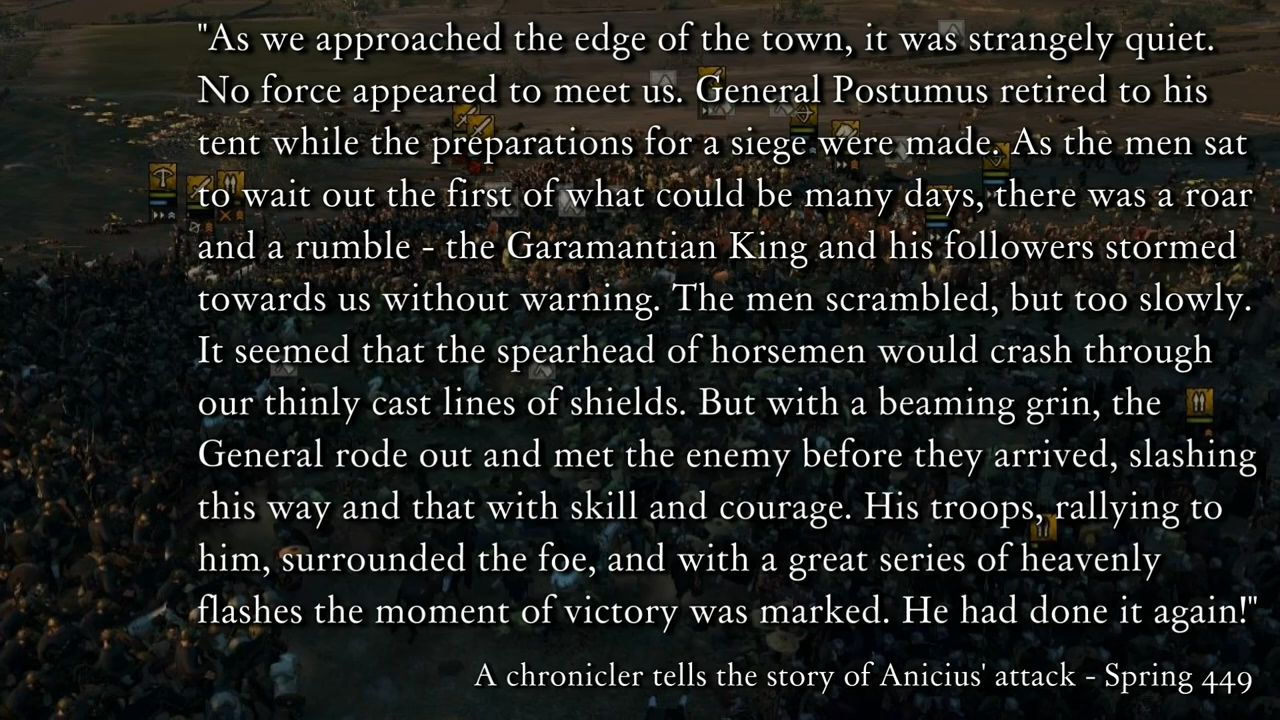 "As we approached the edge of the town, it was strangely quiet.
No force appeared to meet us. General Postumus retired to his
tent while the preparations for a siege were made. As the men sat
to wait out the first of what could be many days, there was a roar
and a rumble - the Garamantian King and his followers stormed
towards us without warning. The men scrambled, but too slowly.
It seemed that the spearhead of horsemen would crash through
our thinly cast lines of shields. But with a beaming grin, the
General rode out and met the enemy before they arrived, slashing
this way and that with skill and courage. His troops, rallying to
him, surrounded the foe, and with a great series of heavenly
flashes the moment of victory was marked. He had done it again!"
A chronicler tells the story of Anicius' attack - Spring 449